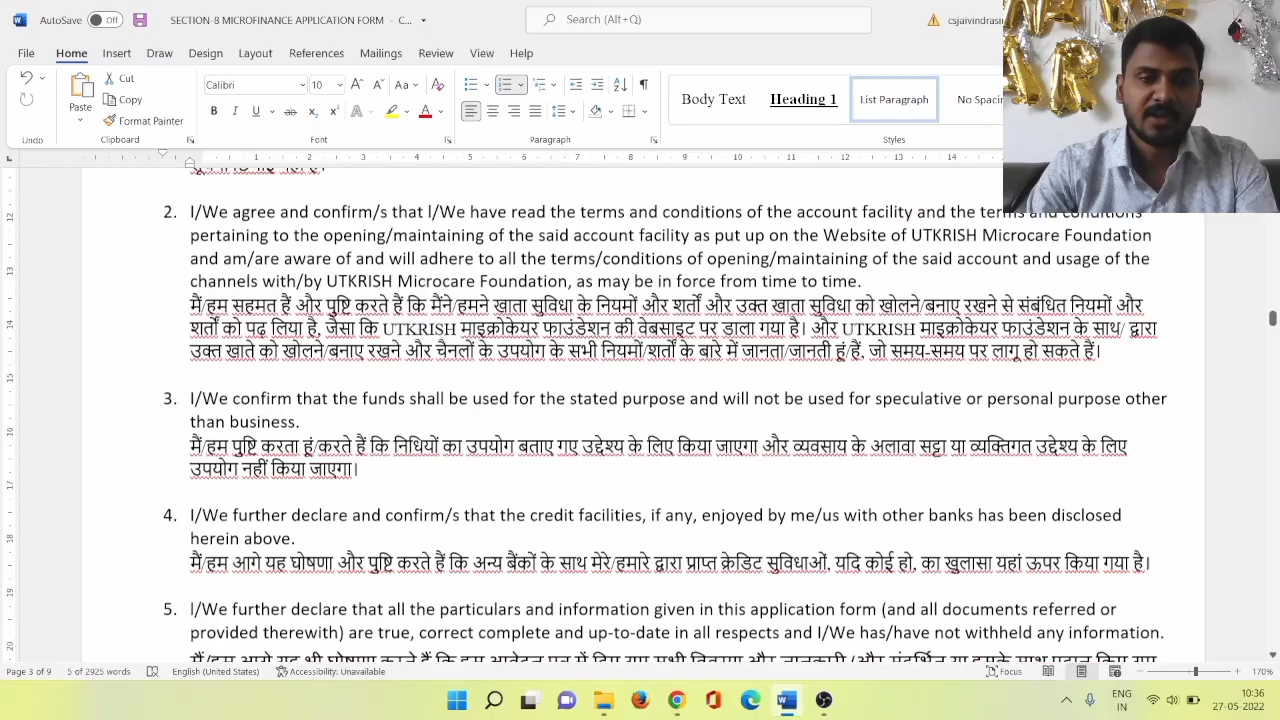 AutoSave Off SECTION-8 MICROFINANCE APPLICATION FORM - C... Search (Alt+Q) csjaivdrasin
File Home Insert Draw Design Layout References Mailings Review View
Undo Paste Cut Copy Format Painter Clipboard
Calibri 10 Aa Font Paragraph
Body Text Heading 1 List Paragraph No Spacin Styles
2. I/We agree and confirm/s that I/We have read the terms and conditions of the account facility and the terms and conditions
pertaining to the opening/maintaining of the said account facility as put up on the Website of UTKRISH Microcare Foundation
and am/are aware of and will adhere to all the terms/conditions of opening/maintaining of the said account and usage of the
channels with/by UTKRISH Microcare Foundation, as may be in force from time to time.
मैं/हम सहमत हैं और पुष्टि करते हैं कि मैंने/हमने खाता सुविधा के नियमों और शर्तों और उक्त खाता सुविधा को खोलने/बनाए रखने से संबंधित नियमों और
शर्तों को पढ़ लिया है, जैसा कि UTKRISH माइक्रोकेयर फाउंडेशन की वेबसाइट पर डाला गया है। और UTKRISH माइक्रोकेयर फाउंडेशन के साथ/ द्वारा
उक्त खाते को खोलने/बनाए रखने और चैनलों के उपयोग के सभी नियमों/शर्तों के बारे में जानता/जानती हूं/हैं, जो समय-समय पर लागू हो सकते हैं।
3. I/We confirm that the funds shall be used for the stated purpose and will not be used for speculative or personal purpose other
than business.
मैं/हम पुष्टि करता हूं/करते हैं कि निधियों का उपयोग बताए गए उद्देश्य के लिए किया जाएगा और व्यवसाय के अलावा सट्टा या व्यक्तिगत उद्देश्य के लिए
उपयोग नहीं किया जाएगा।
4. I/We further declare and confirm/s that the credit facilities, if any, enjoyed by me/us with other banks has been disclosed
herein above.
मैं/हम आगे यह घोषणा और पुष्टि करते हैं कि अन्य बैंकों के साथ मेरे/हमारे द्वारा प्राप्त क्रेडिट सुविधाओं, यदि कोई हो, का खुलासा यहां ऊपर किया गया है।
5. I/We further declare that all the particulars and information given in this application form (and all documents referred or
provided therewith) are true, correct complete and up-to-date in all respects and I/We has/have not withheld any information.
Page 3 of 9 5 of 2925 words English (United States) Accessibility: Unavailable Focus 170%
ENG IN 10:36 27-05-2022